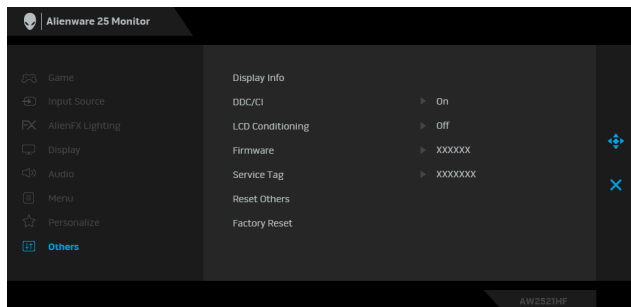 Alienware 25 Monitor
Game
Input Source
AlienFX Lighting
Display
Audio
Menu
Personalize
Others
Display Info
DDC/CI On
LCD Conditioning Off
Firmware XXXXXX
Service Tag XXXXXXX
Reset Others
Factory Reset
AW2521HF